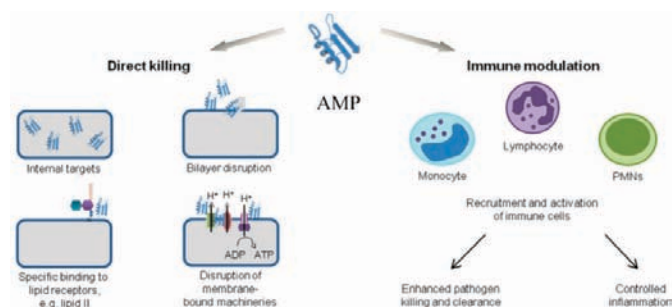 Direct killing
AMP
Immune modulation
Internal targets
Bilayer disruption
Monocyte
Lymphocyte
PMNs
H+ H+ H+
ADP ATP
Specific binding to
lipid receptors,
e.g. lipid II
Disruption of
membrane-
bound machineries
Recruitment and activation
of immune cells
Enhanced pathogen
killing and clearance
Controlled
inflammation